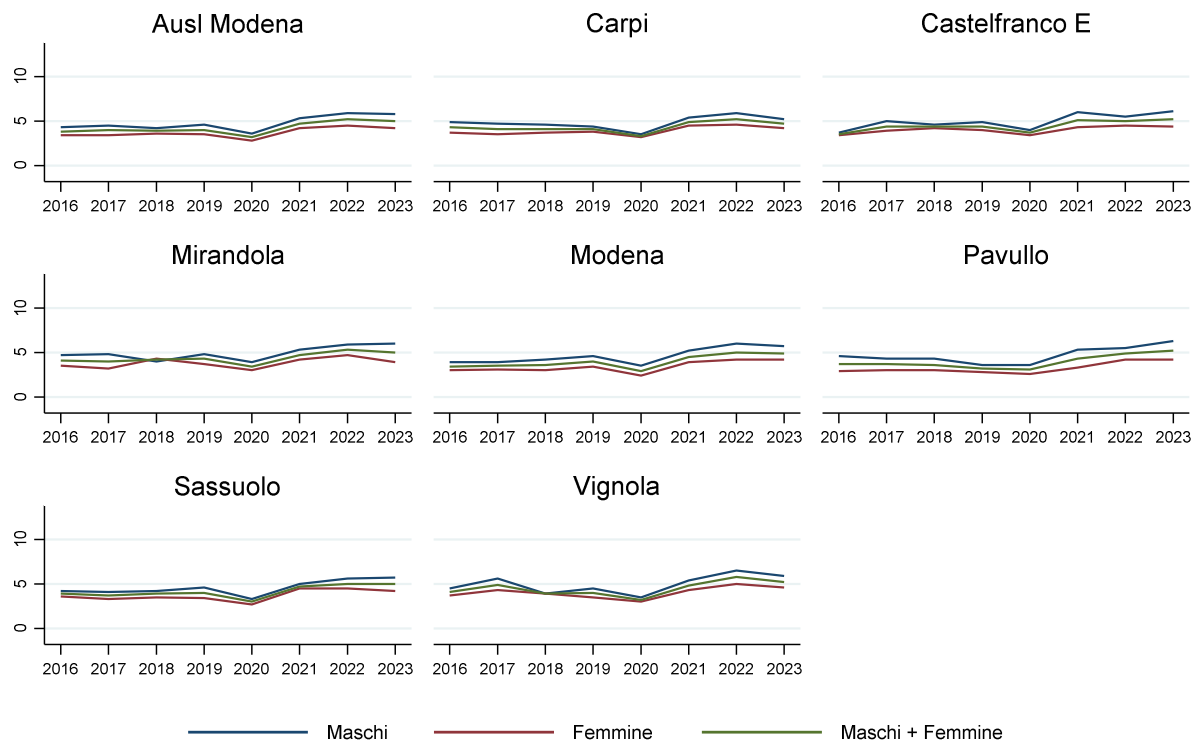 Ausl Modena Carpi Castelfranco E
10
5
0
2016 2017 2018 2019 2020 2021 2022 2023 2016 2017 2018 2019 2020 2021 2022 2023 2016 2017 2018 2019 2020 2021 2022 2023
Mirandola Modena Pavullo
10
5
0
2016 2017 2018 2019 2020 2021 2022 2023 2016 2017 2018 2019 2020 2021 2022 2023 2016 2017 2018 2019 2020 2021 2022 2023
Sassuolo Vignola
10
5
0
2016 2017 2018 2019 2020 2021 2022 2023 2016 2017 2018 2019 2020 2021 2022 2023
Maschi Femmine Maschi + Femmine